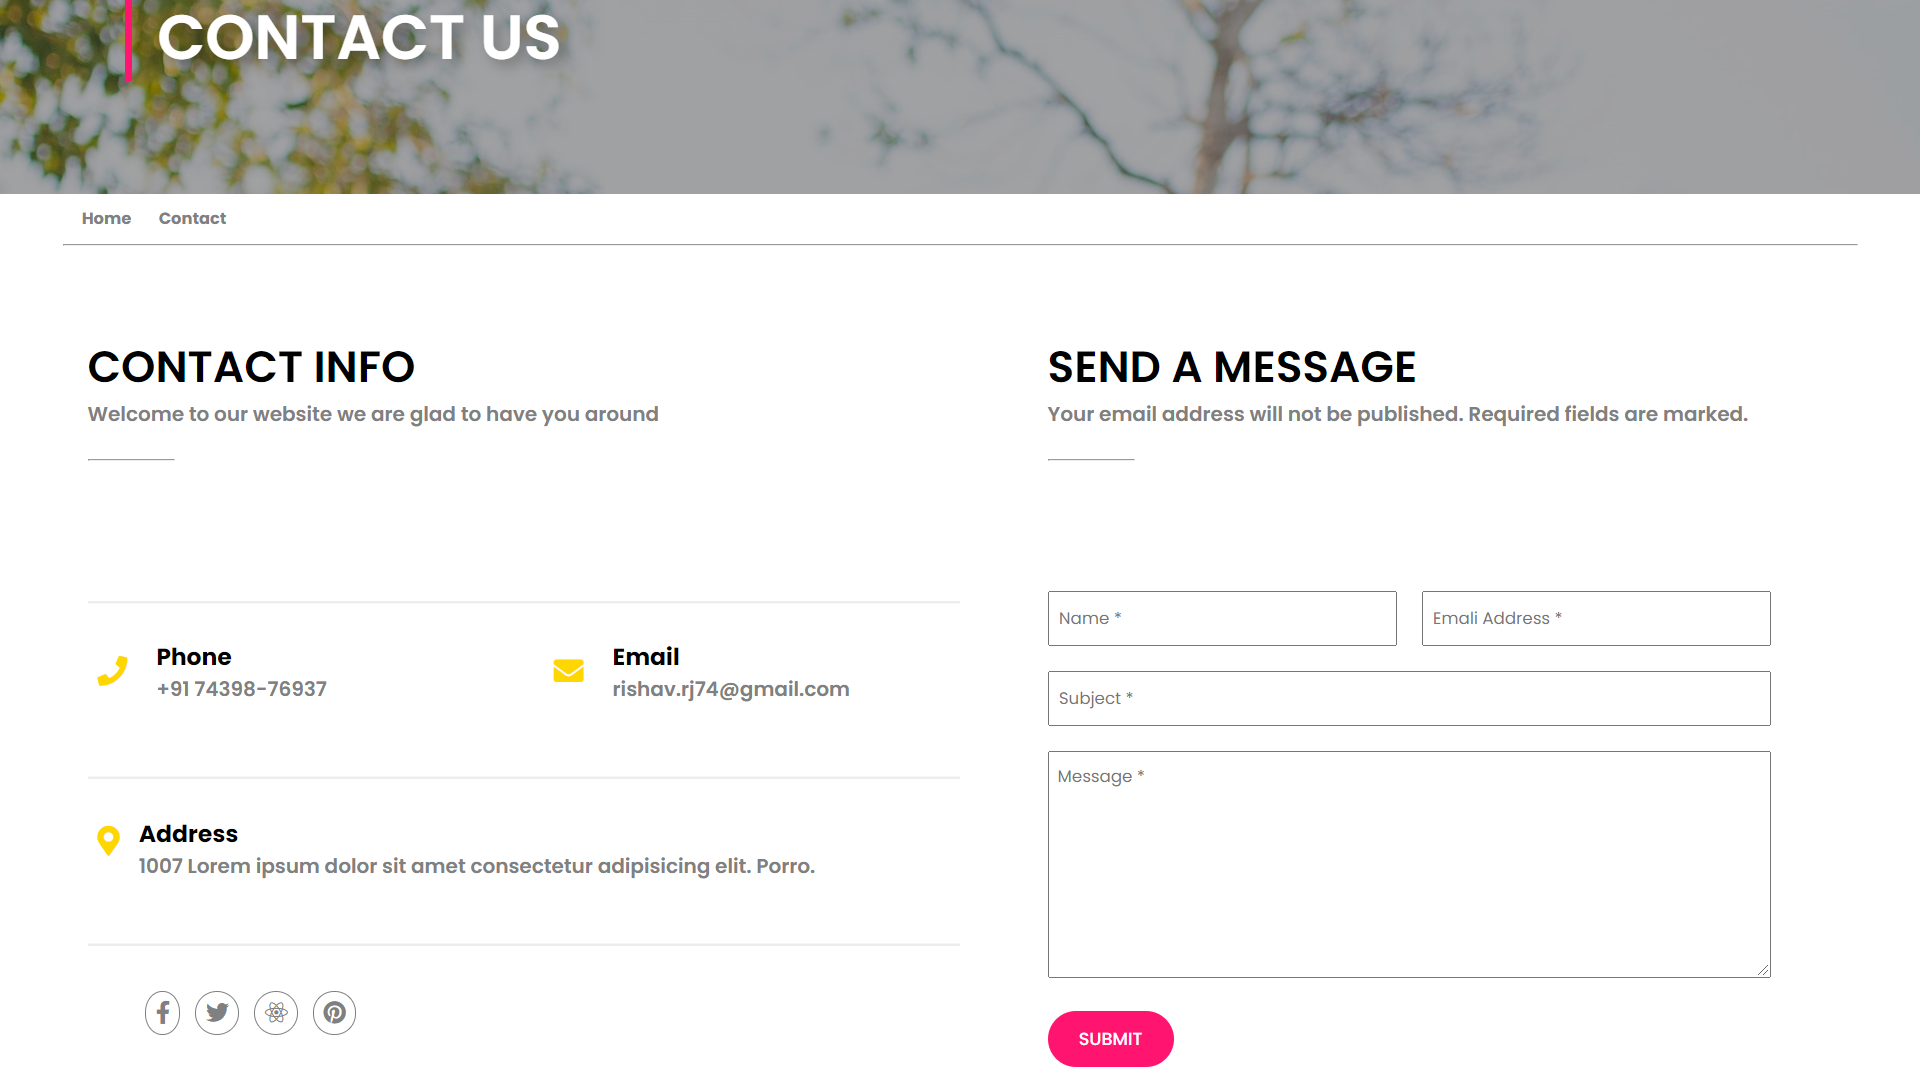 CONTACT US
Home Contact
CONTACT INFO
Welcome to our website we are glad to have you around
Phone
+91 74398-76937
Email
rishav.rj74@gmail.com
Address
1007 Lorem ipsum dolor sit amet consectetur adipisicing elit. Porro.
SEND A MESSAGE
Your email address will not be published. Required fields are marked.
Name *
Emali Address *
Subject *
Message *
SUBMIT